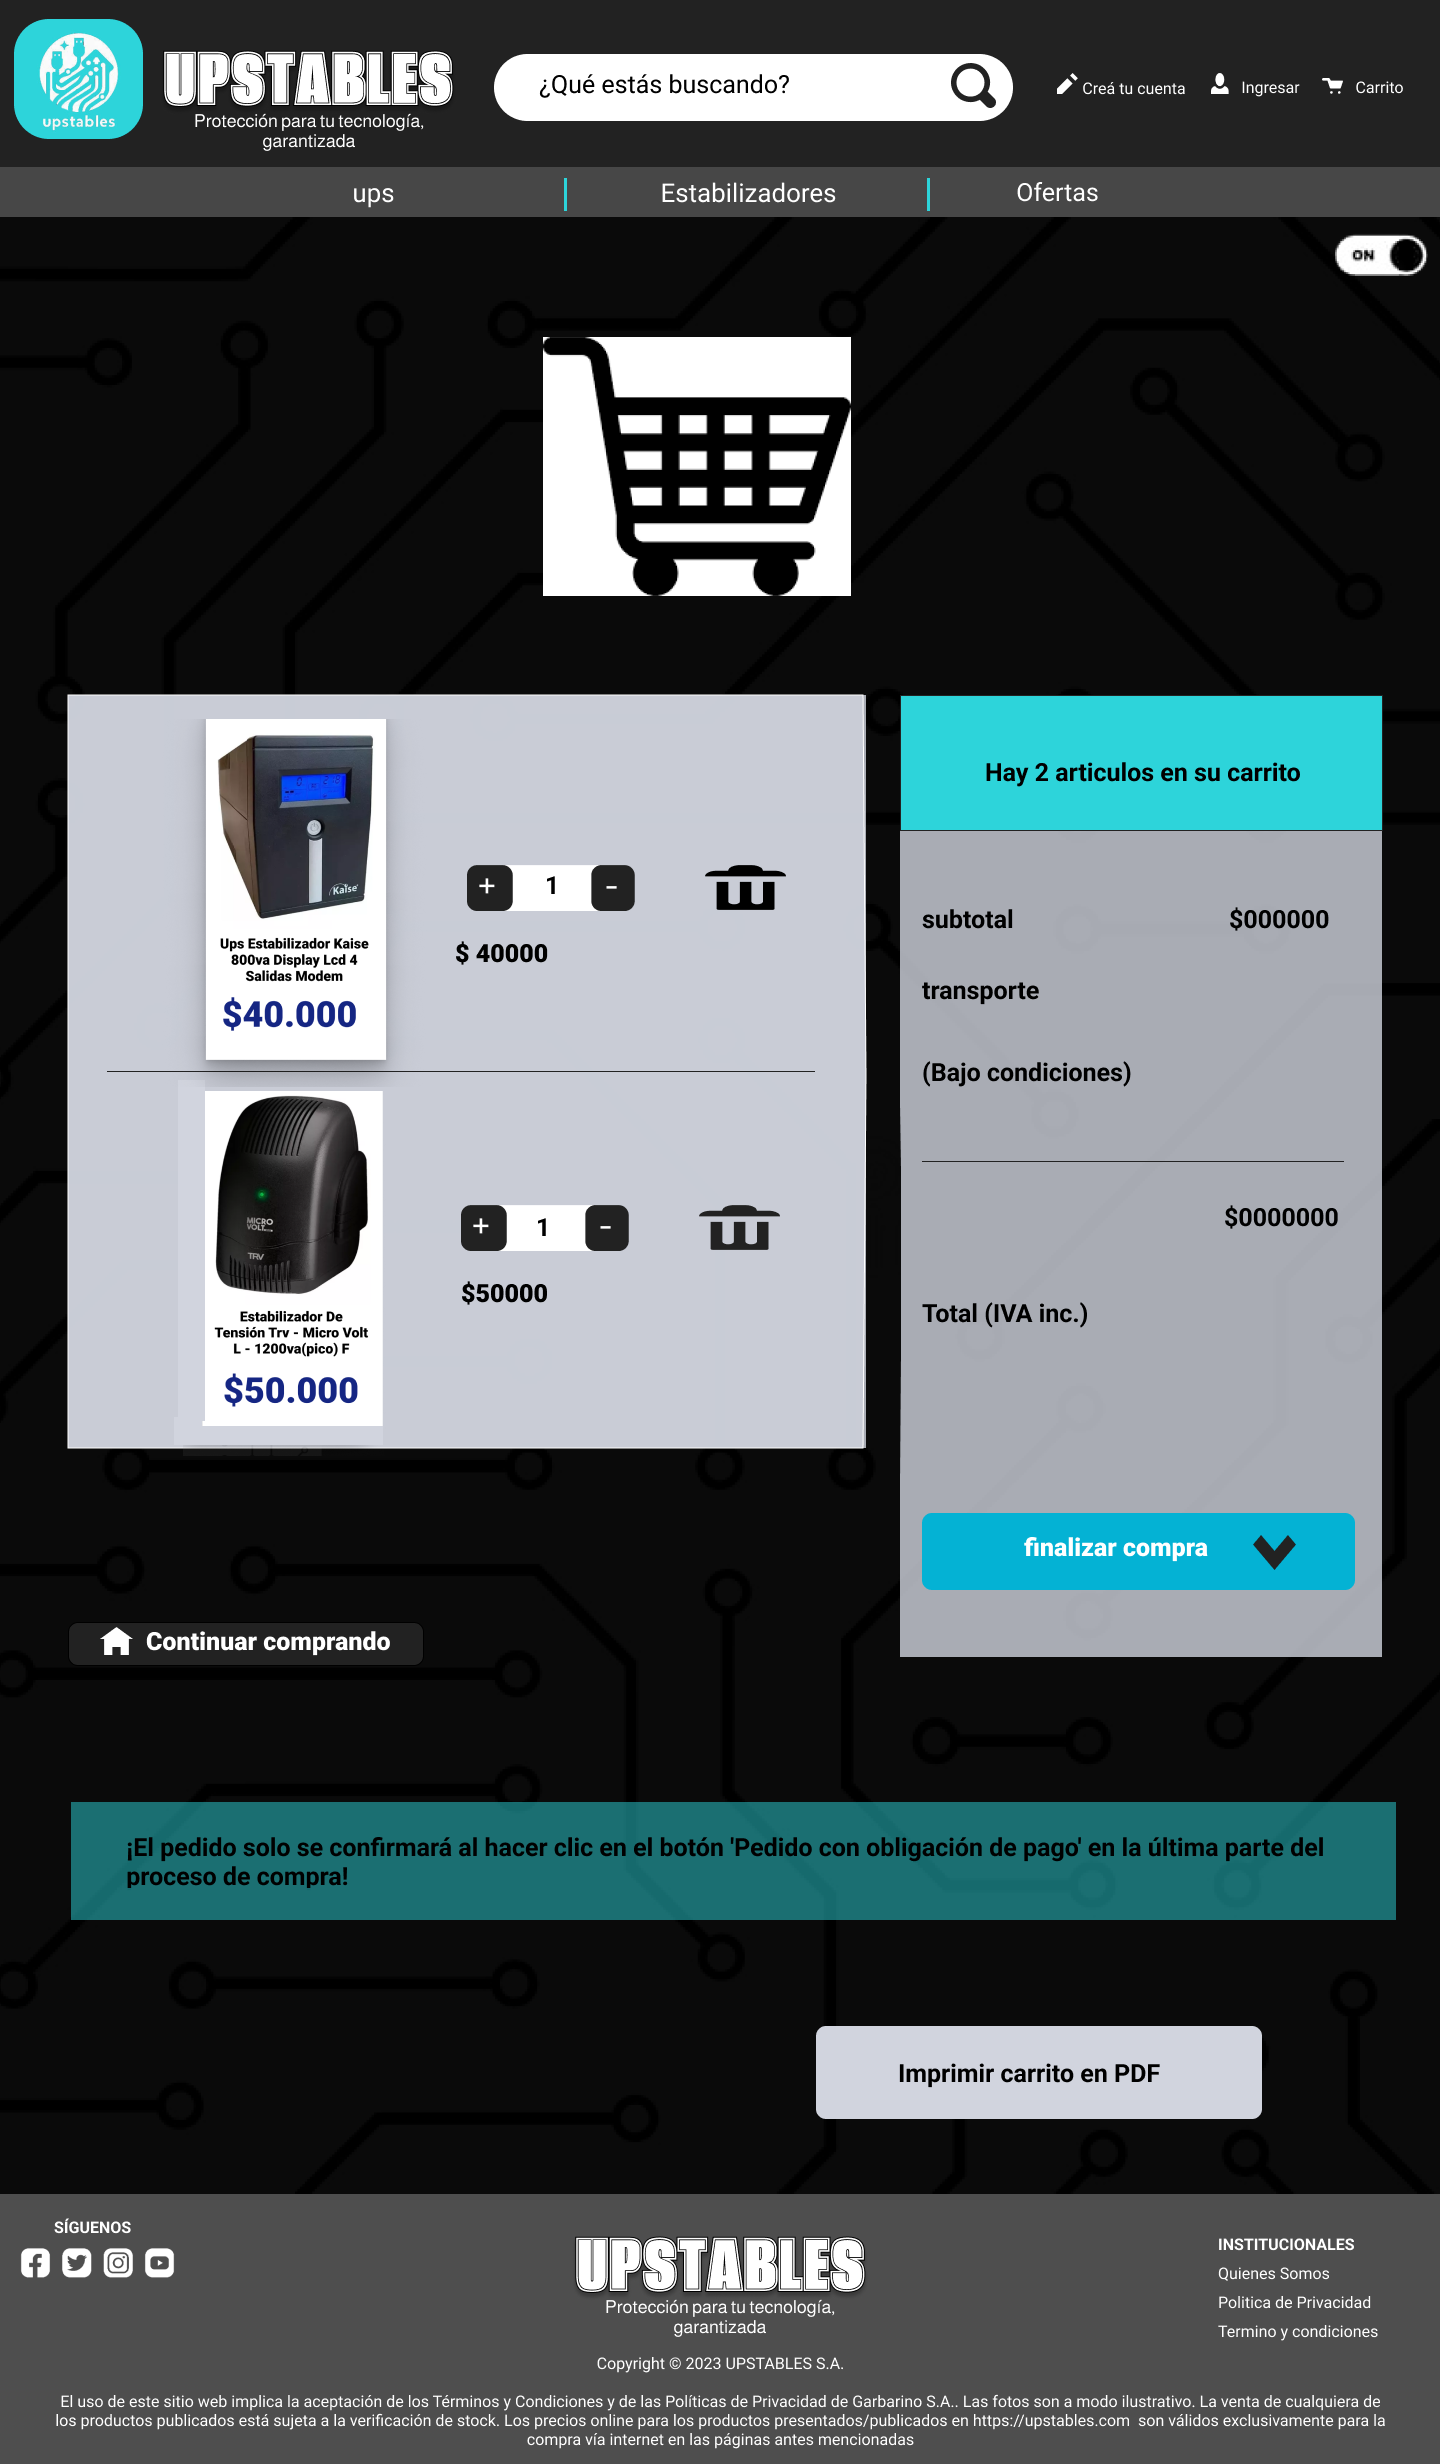 upstables
UPSTABLES
Protección para tu tecnología,
garantizada
¿Qué estás buscando?
Creá tu cuenta
Ingresar
Carrito
ups
Estabilizadores
Ofertas
ON
Kaise
Ups Estabilizador Kaise
800va Display Lcd 4
Salidas Modem
$40.000
+ 1 -
$ 40000
MICRO
VOLT
TRV
Estabilizador De
Tensión Trv - Micro Volt
L - 1200va(pico) F
$50.000
+ 1 -
$50000
Hay 2 articulos en su carrito
subtotal $000000
transporte
(Bajo condiciones)
$0000000
Total (IVA inc.)
finalizar compra
Continuar comprando
¡El pedido solo se confirmará al hacer clic en el botón 'Pedido con obligación de pago' en la última parte del
proceso de compra!
Imprimir carrito en PDF
SÍGUENOS
UPSTABLES
Protección para tu tecnología,
garantizada
Copyright © 2023 UPSTABLES S.A.
INSTITUCIONALES
Quienes Somos
Politica de Privacidad
Termino y condiciones
El uso de este sitio web implica la aceptación de los Términos y Condiciones y de las Políticas de Privacidad de Garbarino S.A.. Las fotos son a modo ilustrativo. La venta de cualquiera de
los productos publicados está sujeta a la verificación de stock. Los precios online para los productos presentados/publicados en https://upstables.com son válidos exclusivamente para la
compra vía internet en las páginas antes mencionadas